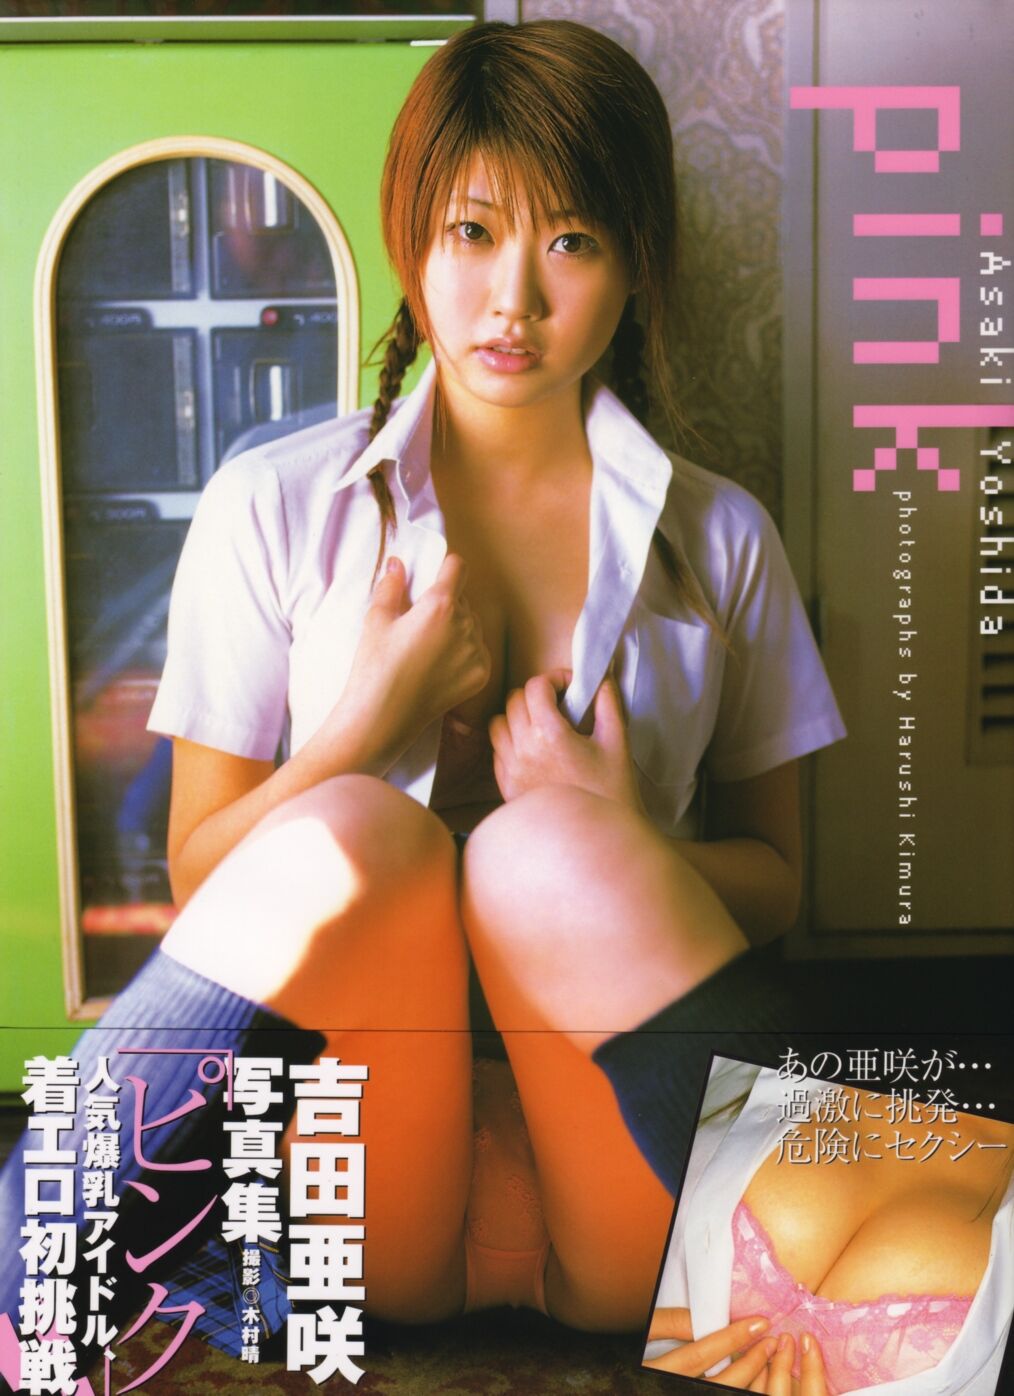 pink
Asaki Yoshida
photographs by Harushi Kimura
吉田亜咲
写真集
撮影◎木村晴
「ピンク」
人気爆乳アイドル、
着エロ初挑戦
あの亜咲が…
過激に挑発…
危険にセクシー